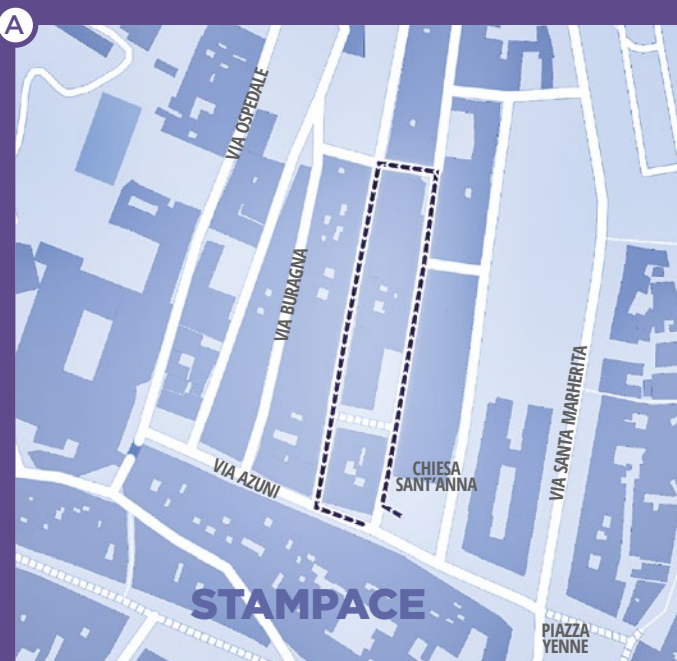 A
VIA OSPEDALE
VIA BURAGNA
VIA SANTA MARHERITA
VIA AZUNI
CHIESA
SANT'ANNA
STAMPACE
PIAZZA
YENNE